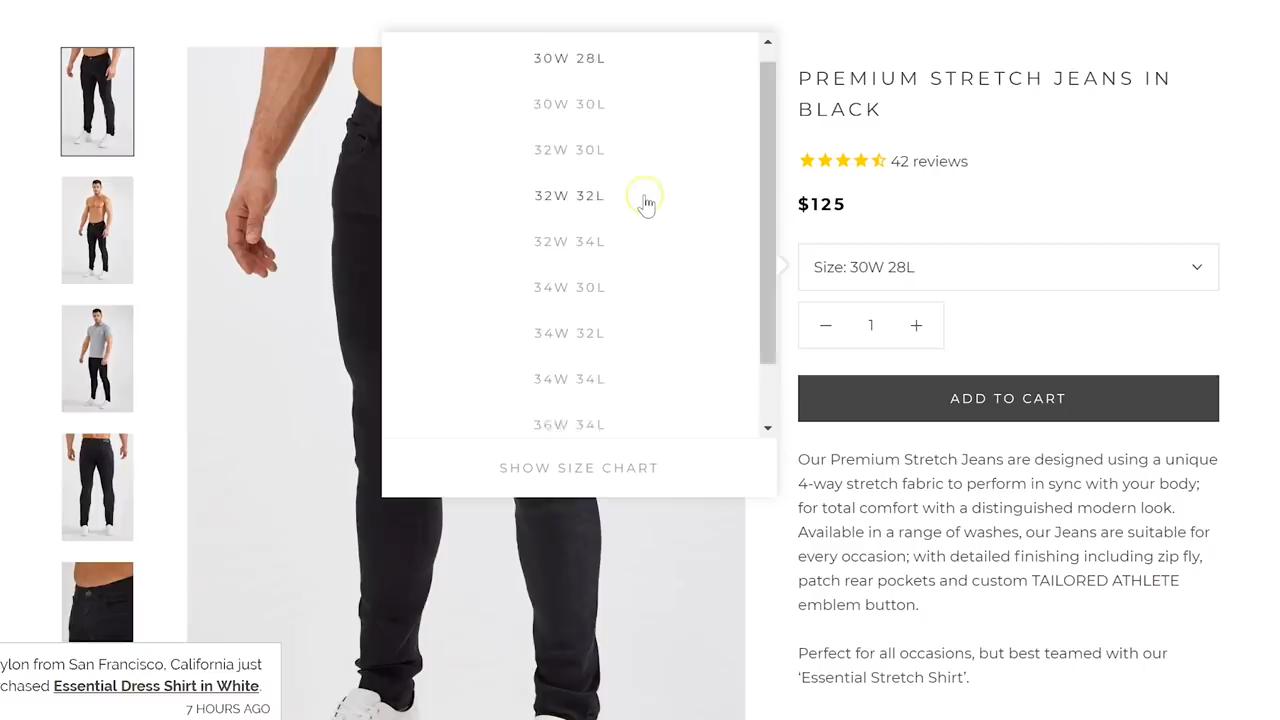 30W 28L
30W 30L
32W 30L
32W 32L
32W 34L
34W 30L
34W 32L
34W 34L
36W 34L
SHOW SIZE CHART
PREMIUM STRETCH JEANS IN
BLACK
42 reviews
$125
Size: 30W 28L
1
ADD TO CART
Our Premium Stretch Jeans are designed using a unique
4-way stretch fabric to perform in sync with your body;
for total comfort with a distinguished modern look.
Available in a range of washes, our Jeans are suitable for
every occasion; with detailed finishing including zip fly,
patch rear pockets and custom TAILORED ATHLETE
emblem button.
Perfect for all occasions, but best teamed with our
‘Essential Stretch Shirt’.
ylon from San Francisco, California just
rchased Essential Dress Shirt in White.
7 HOURS AGO